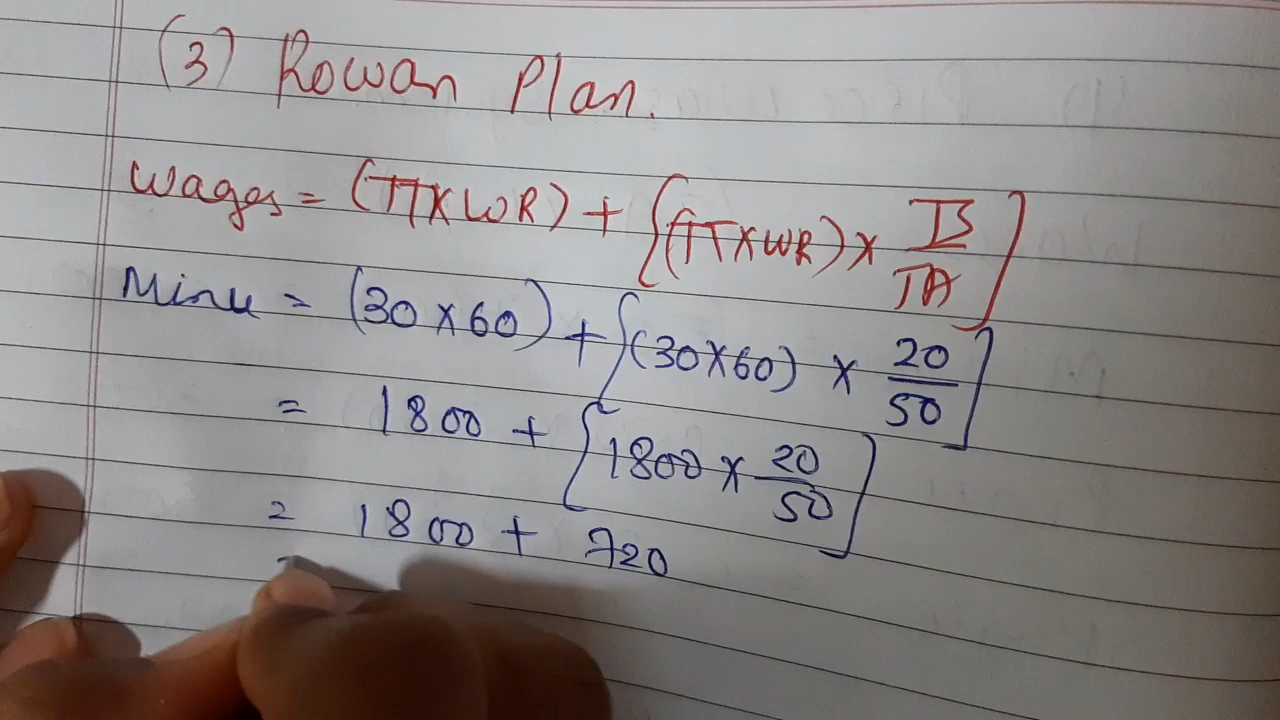 (3) Rowan Plan.
Wages = (TT X WR) + [(TT X WR) X TS/TA]
Minu = (30 X 60) + [(30 X 60) X 20/50]
= 1800 + [1800 X 20/50]
= 1800 + 720
=